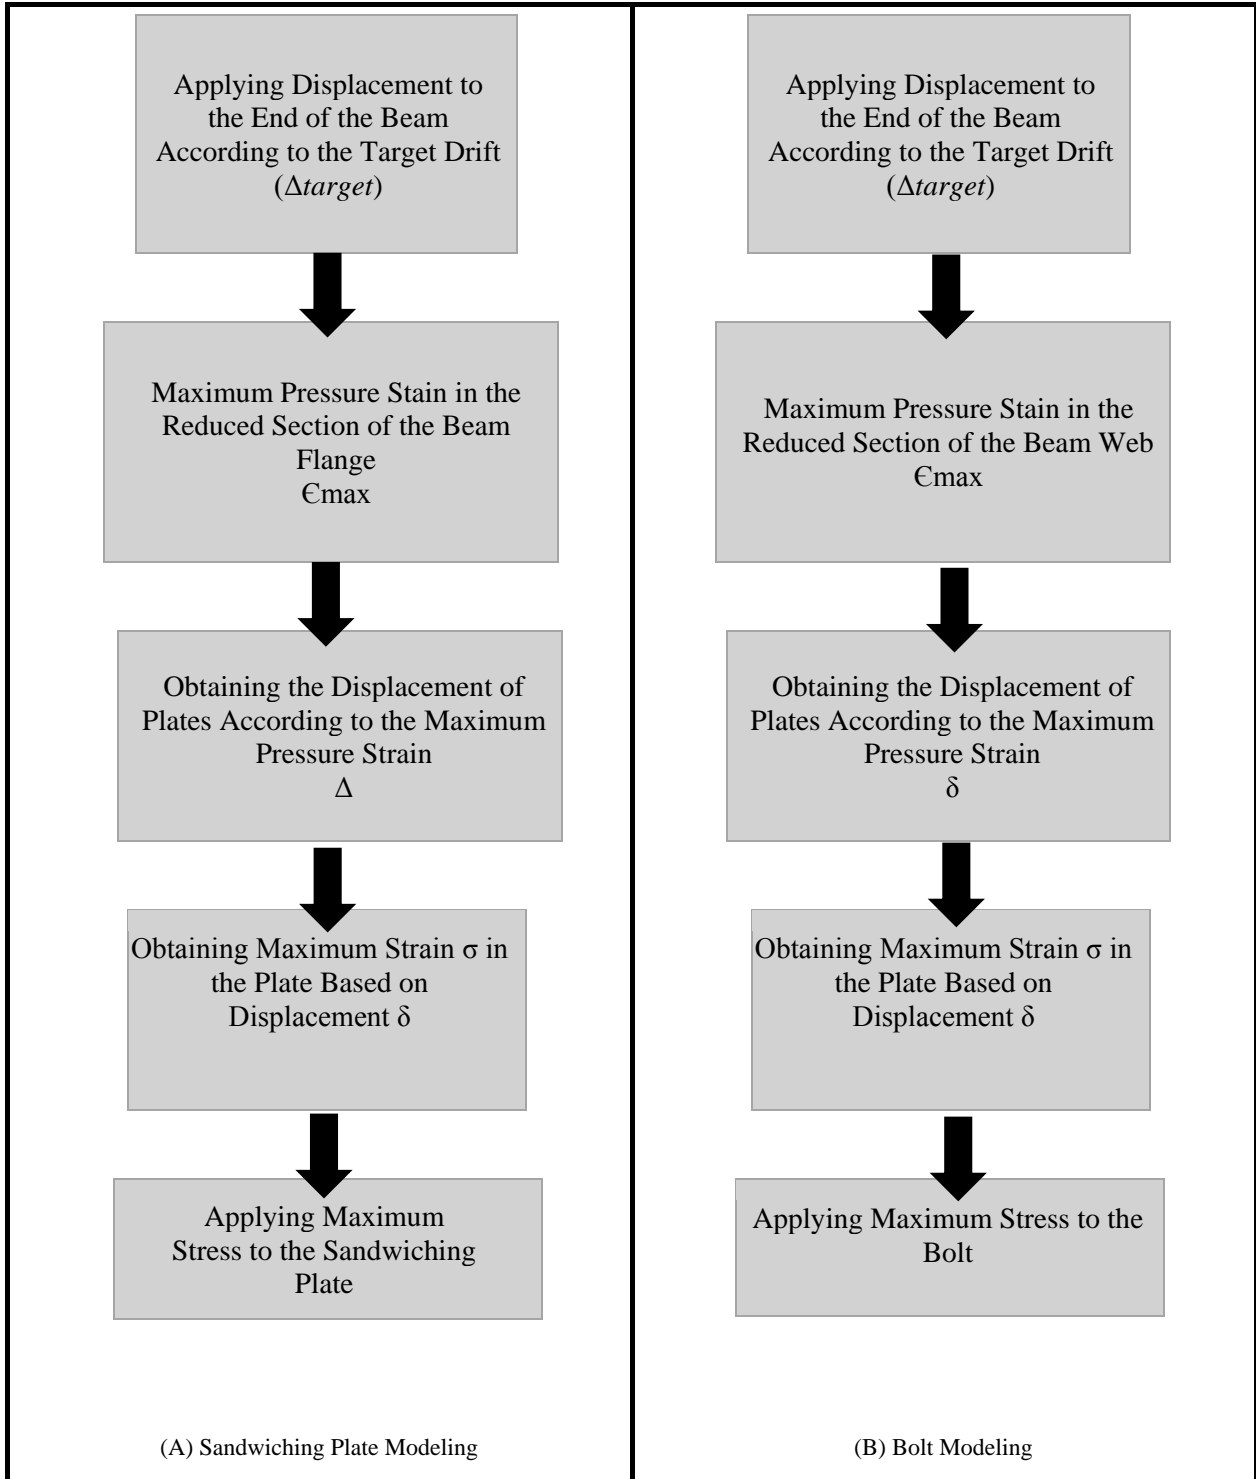 Applying Displacement to
the End of the Beam
According to the Target Drift
(Δtarget)
Maximum Pressure Stain in the
Reduced Section of the Beam
Flange
Єmax
Obtaining the Displacement of
Plates According to the Maximum
Pressure Strain
Δ
Obtaining Maximum Strain σ in
the Plate Based on
Displacement δ
Applying Maximum
Stress to the Sandwiching
Plate
(A) Sandwiching Plate Modeling
Applying Displacement to
the End of the Beam
According to the Target Drift
(Δtarget)
Maximum Pressure Stain in the
Reduced Section of the Beam Web
Єmax
Obtaining the Displacement of
Plates According to the Maximum
Pressure Strain
δ
Obtaining Maximum Strain σ in
the Plate Based on
Displacement δ
Applying Maximum Stress to the
Bolt
(B) Bolt Modeling